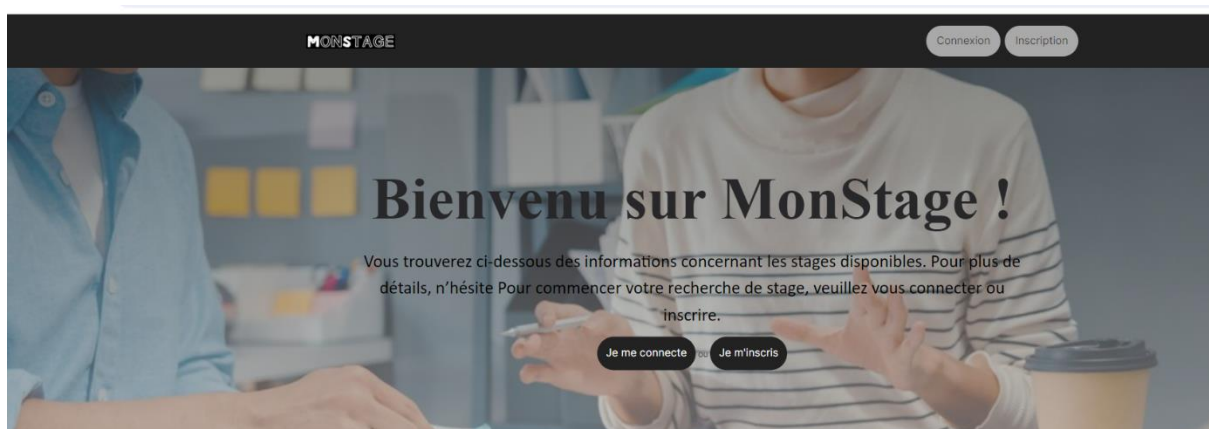 MONSTAGE
Connexion Inscription
Bienvenu sur MonStage !
Vous trouverez ci-dessous des informations concernant les stages disponibles. Pour plus de
détails, n’hésite Pour commencer votre recherche de stage, veuillez vous connecter ou
inscrire.
Je me connecte ou Je m'inscris